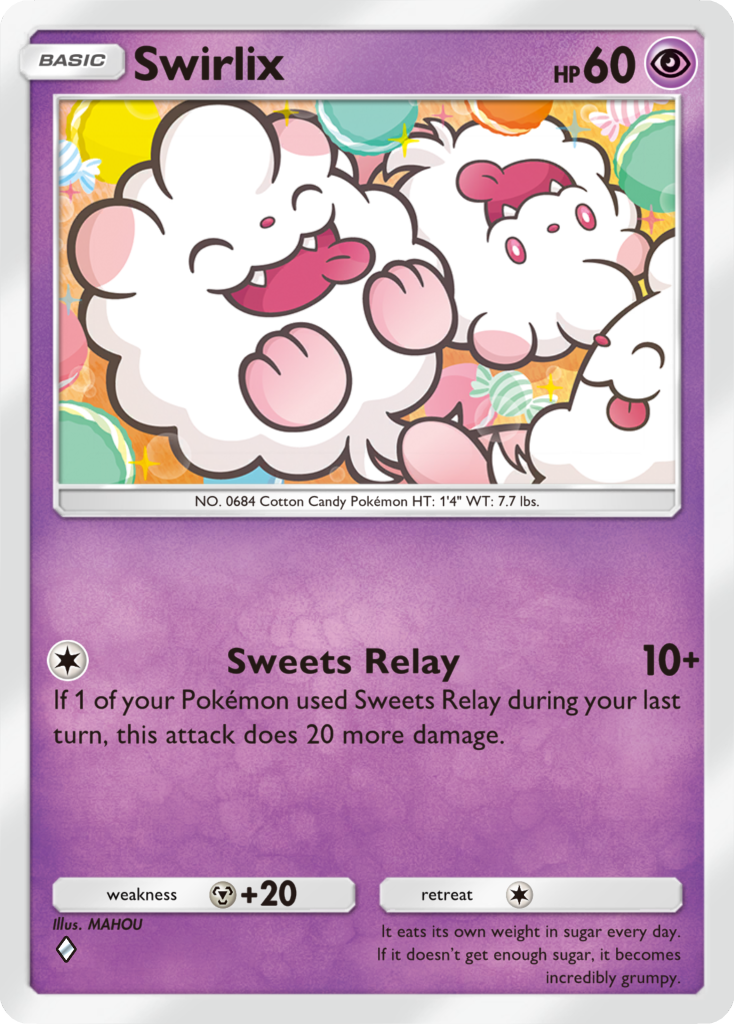 BASIC Swirlix HP60
NO. 0684 Cotton Candy Pokémon HT: 1'4" WT: 7.7 lbs.
Sweets Relay 10+
If 1 of your Pokémon used Sweets Relay during your last
turn, this attack does 20 more damage.
weakness +20 retreat
Illus. MAHOU
It eats its own weight in sugar every day.
If it doesn't get enough sugar, it becomes
incredibly grumpy.